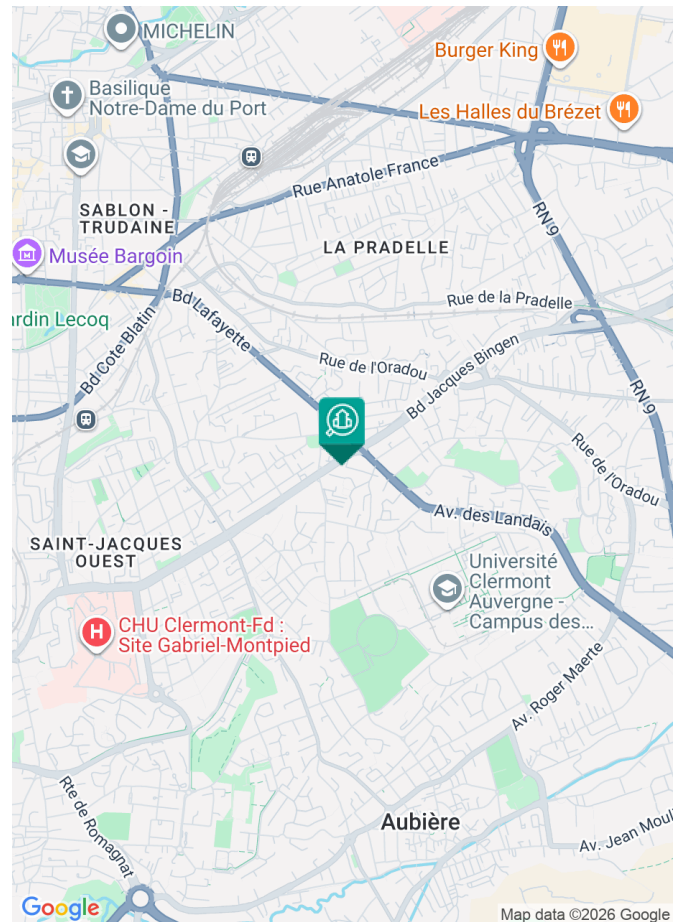 MICHELIN
Burger King
Basilique
Notre-Dame du Port
Les Halles du Brézet
Rue Anatole France
SABLON -
TRUDAINE
LA PRADELLE
Musée Bargoin
RN 9
Rue de la Pradelle
ardin Lecoq
Bd Lafayette
Bd Cote Blatin
Rue de l'Oradou
Bd Jacques Bingen
RN 9
Rue de l'Oradou
Av. des Landais
SAINT-JACQUES
OUEST
Université
Clermont
Auvergne -
Campus des...
H
CHU Clermont-Fd :
Site Gabriel-Montpied
Av. Roger Maerte
Rte de Romagnat
Aubière
Av. Jean Mouli
Google
Map data ©2026 Google